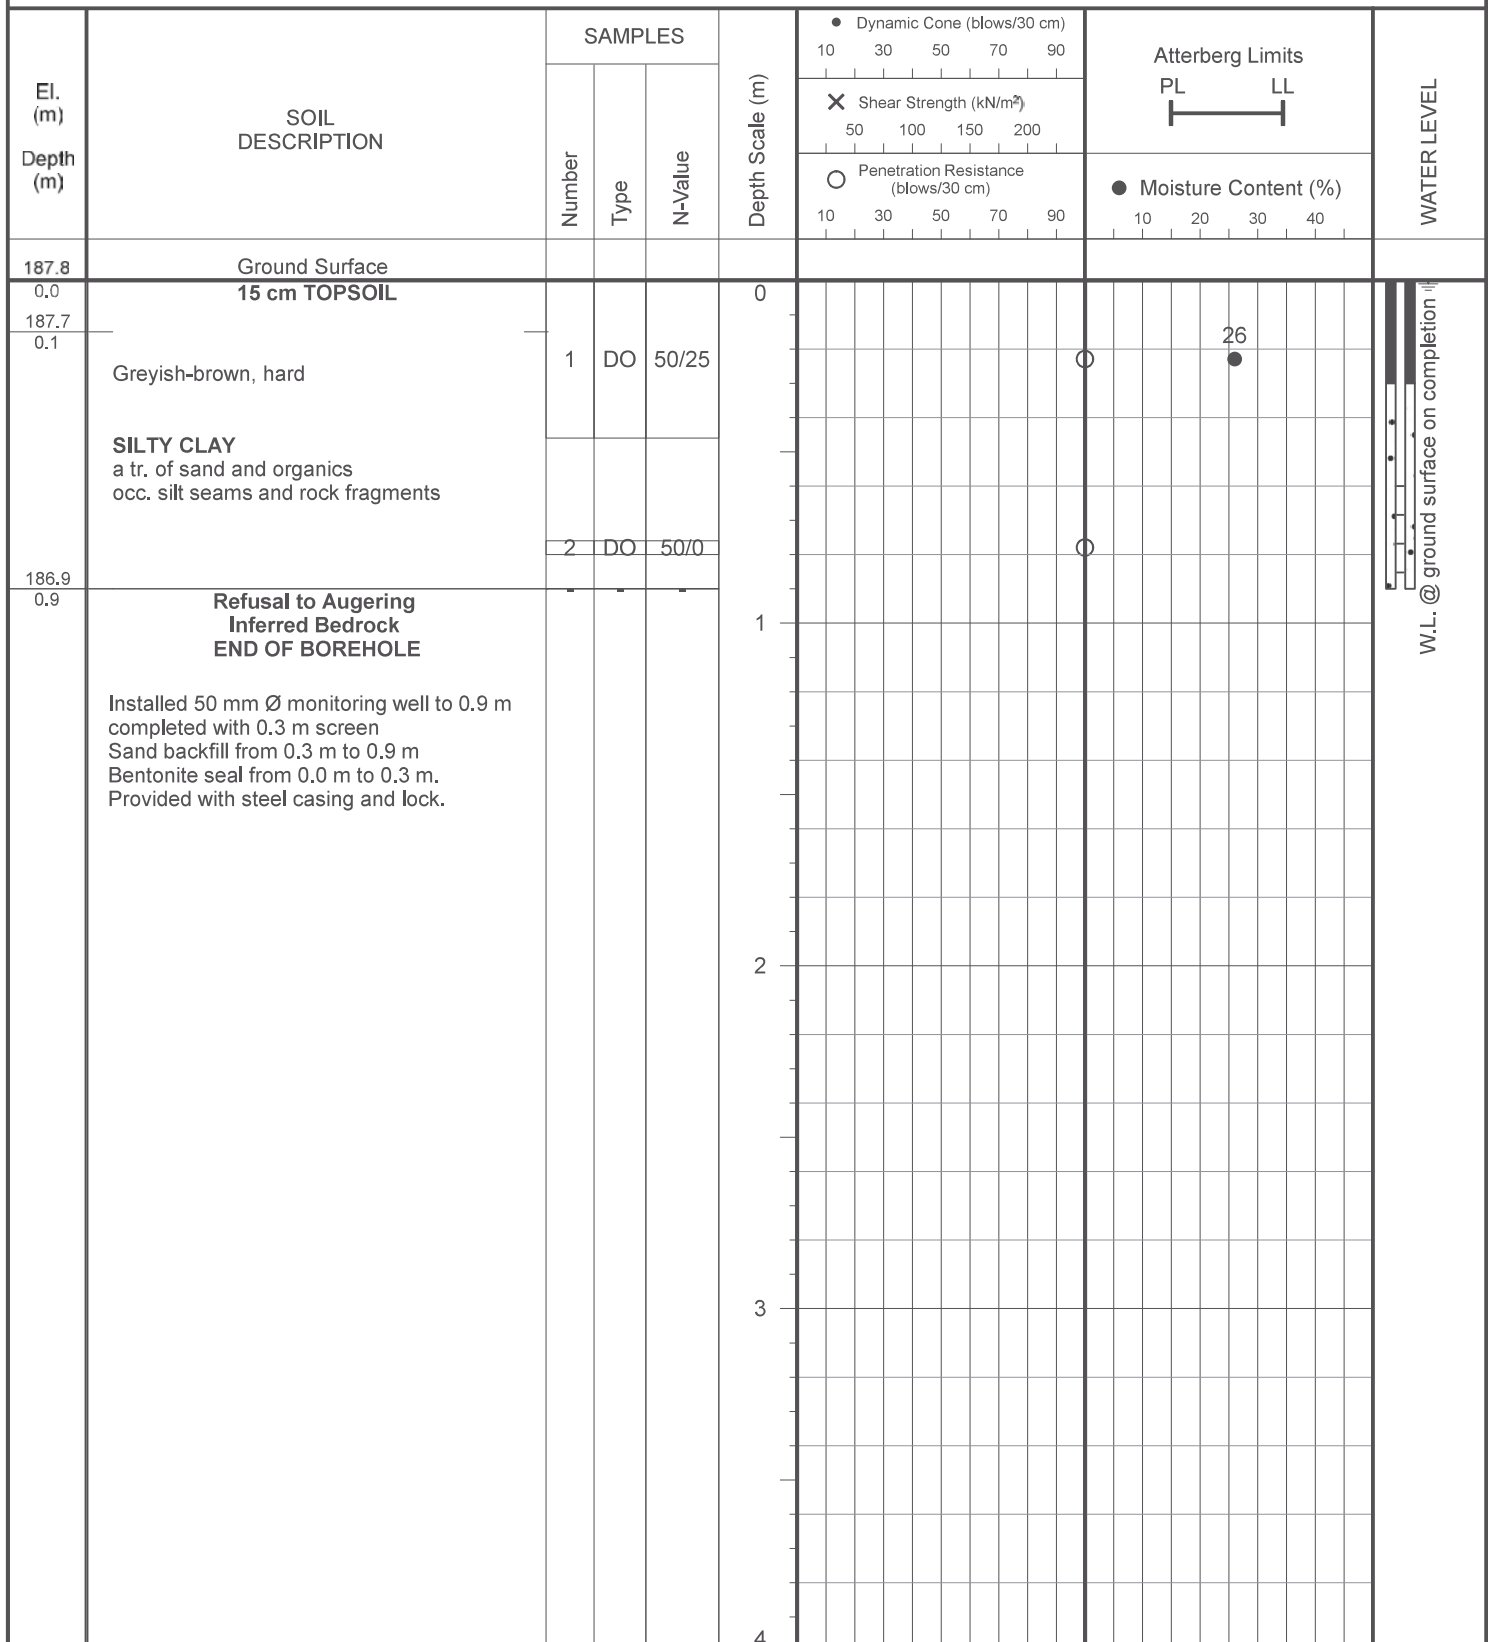 El.
(m)
Depth
(m)
SOIL
DESCRIPTION
SAMPLES
Number
Type
N-Value
Depth Scale (m)
Dynamic Cone (blows/30 cm)
10 30 50 70 90
Shear Strength (kN/m²)
50 100 150 200
Penetration Resistance
(blows/30 cm)
10 30 50 70 90
Atterberg Limits
PL LL
Moisture Content (%)
10 20 30 40
WATER LEVEL
187.8 Ground Surface
0.0 15 cm TOPSOIL 0
187.7
0.1
26
1 DO 50/25
Greyish-brown, hard
SILTY CLAY
a tr. of sand and organics
occ. silt seams and rock fragments
2 DO 50/0
186.9
0.9 Refusal to Augering
Inferred Bedrock
1
END OF BOREHOLE
W.L. @ ground surface on completion
Installed 50 mm Ø monitoring well to 0.9 m
completed with 0.3 m screen
Sand backfill from 0.3 m to 0.9 m
Bentonite seal from 0.0 m to 0.3 m.
Provided with steel casing and lock.
2
3
4